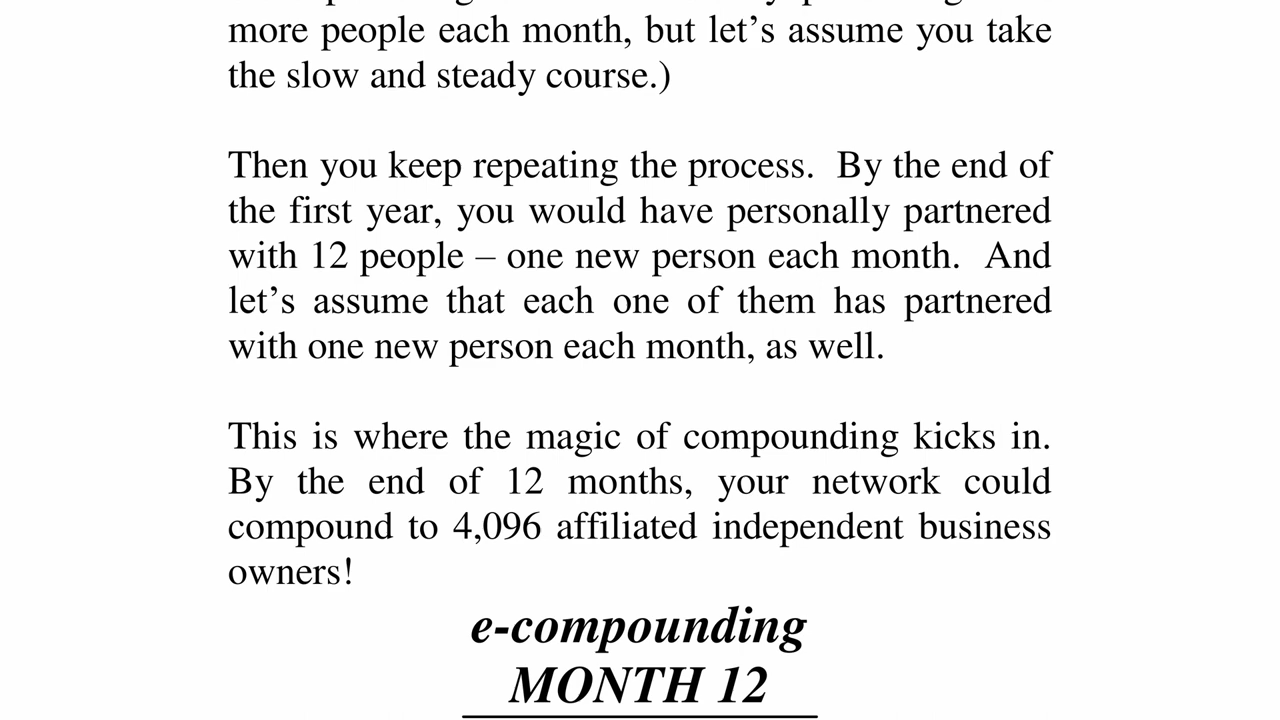 more people each month, but let’s assume you take
the slow and steady course.)
Then you keep repeating the process.  By the end of
the first year, you would have personally partnered
with 12 people – one new person each month.  And
let’s assume that each one of them has partnered
with one new person each month, as well.
This is where the magic of compounding kicks in.
By the end of 12 months, your network could
compound to 4,096 affiliated independent business
owners!
e-compounding
MONTH 12